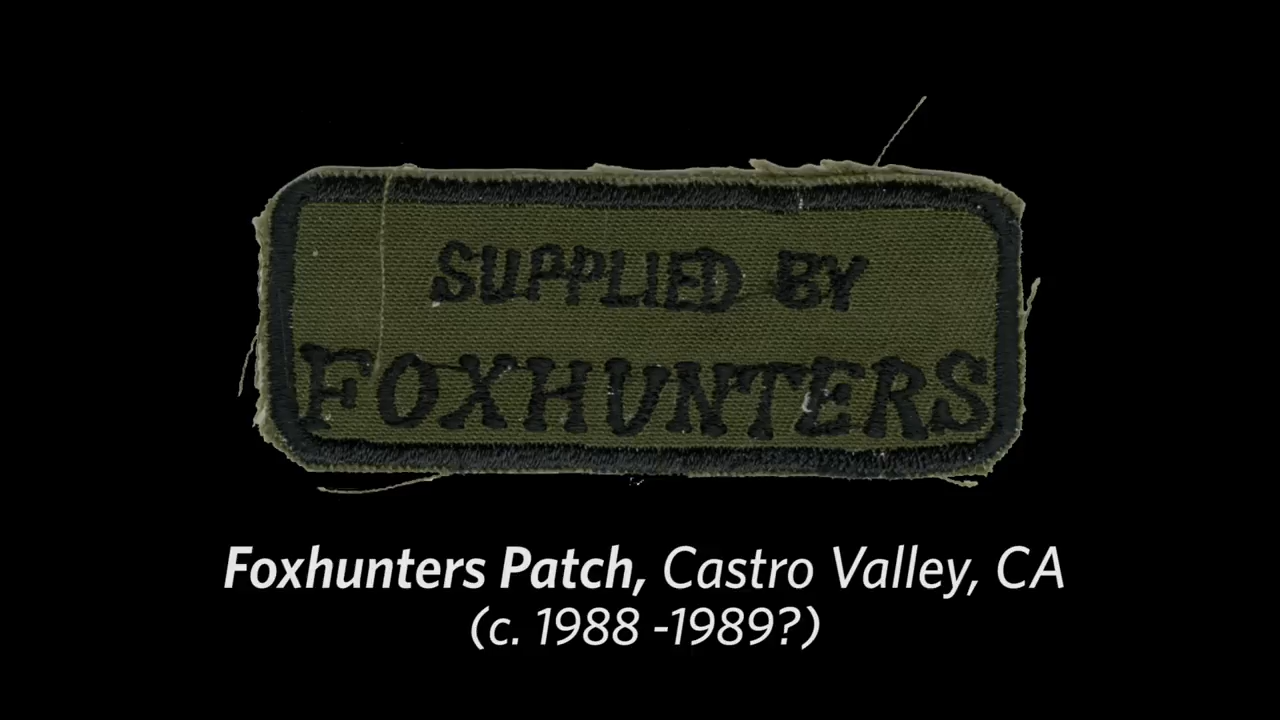 SUPPLIED BY
FOXHUNTERS
Foxhunters Patch, Castro Valley, CA
(c. 1988 -1989?)